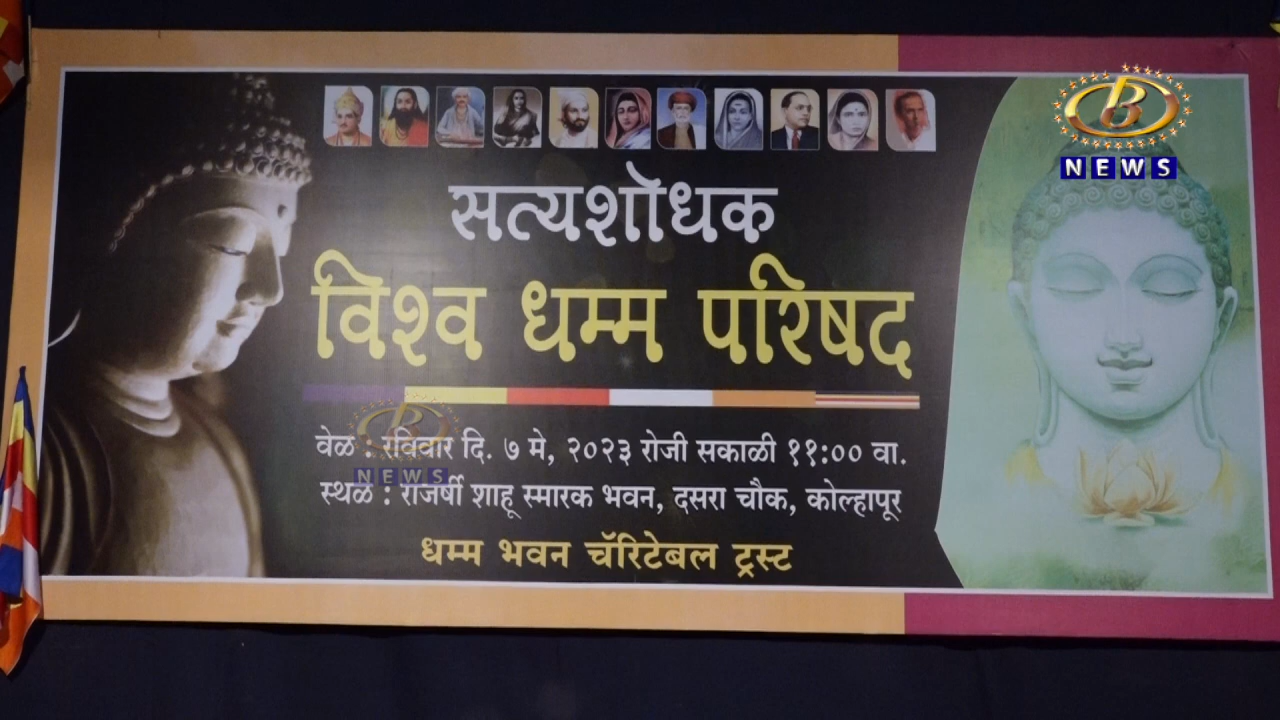 B
NEWS
सत्यशोधक
विश्व धम्म परिषद
B
NEWS
वेळ : रविवार दि. ७ मे, २०२३ रोजी सकाळी ११:०० वा.
स्थळ : राजर्षी शाहू स्मारक भवन, दसरा चौक, कोल्हापूर
धम्म भवन चॅरिटेबल ट्रस्ट